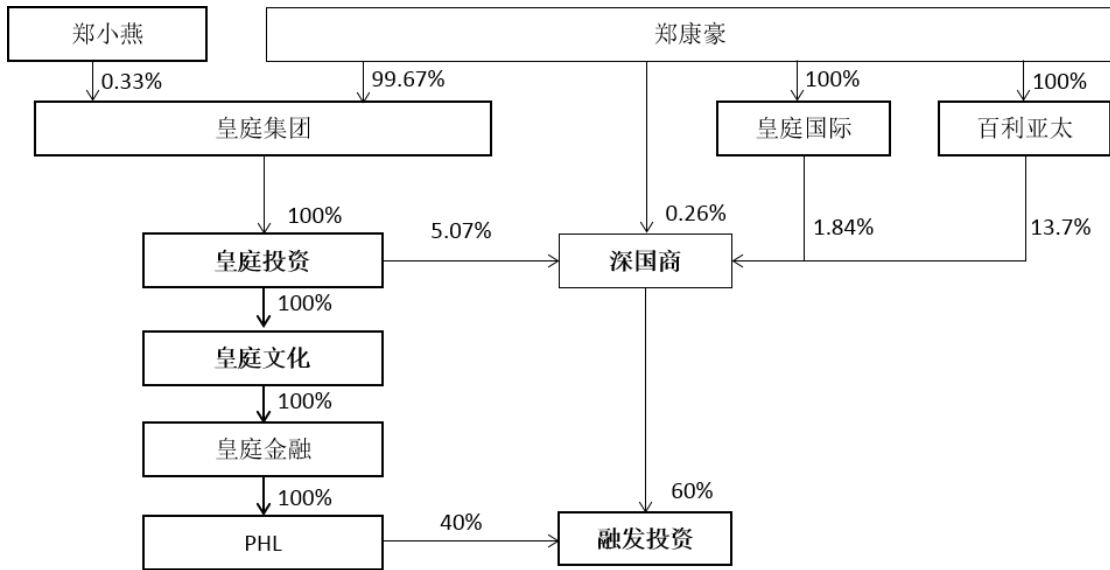 郑小燕
郑康豪
0.33%
99.67%
100%
100%
皇庭集团
皇庭国际
百利亚太
100%
5.07%
0.26%
1.84%
13.7%
皇庭投资
深国商
100%
皇庭文化
100%
皇庭金融
100%
40%
60%
PHL
融发投资